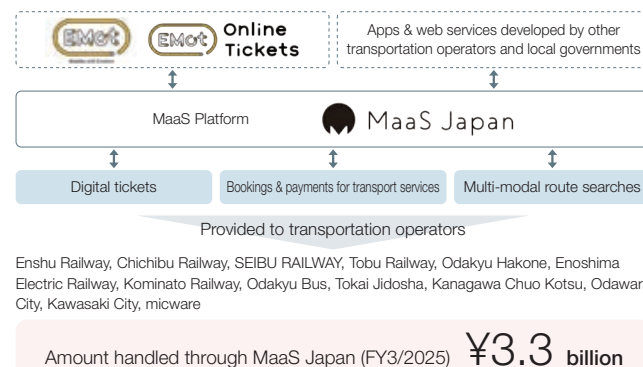 EMot
EMot Online
Tickets
Apps & web services developed by other
transportation operators and local governments
MaaS Platform
MaaS Japan
Digital tickets
Bookings & payments for transport services
Multi-modal route searches
Provided to transportation operators
Enshu Railway, Chichibu Railway, SEIBU RAILWAY, Tobu Railway, Odakyu Hakone, Enoshima
Electric Railway, Kominato Railway, Odakyu Bus, Tokai Jidosha, Kanagawa Chuo Kotsu, Odawar
City, Kawasaki City, micware
Amount handled through MaaS Japan (FY3/2025) ¥3.3 billion